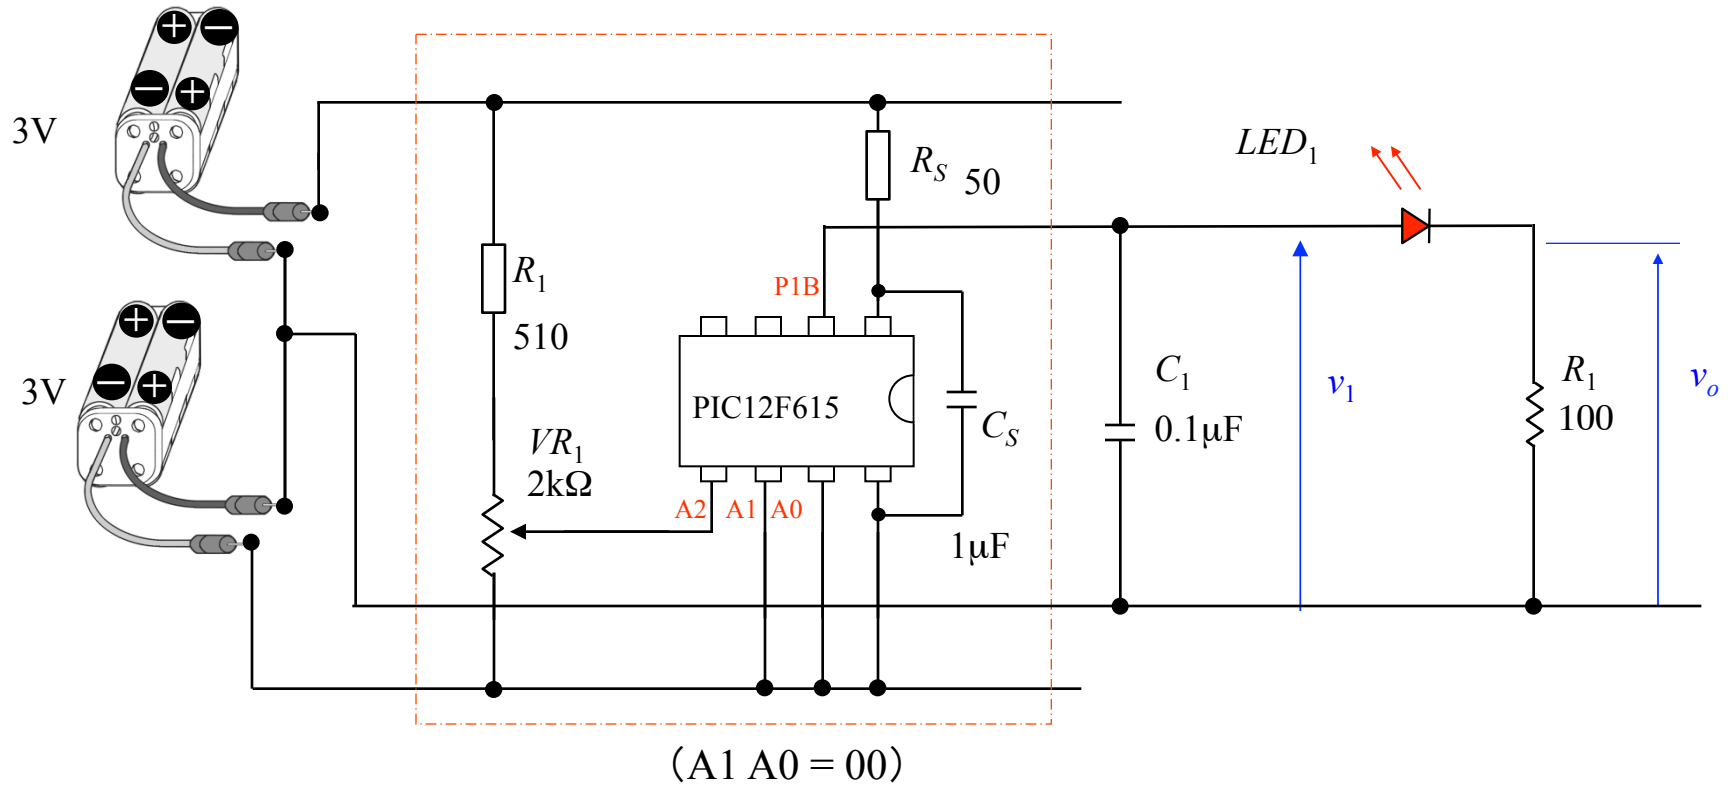 3V
3V
R1
510
VR1
2kΩ
RS 50
P1B
PIC12F615
A2 A1 A0
CS
1μF
LED1
C1
0.1μF
v1
R1
100
vo
(A1 A0 = 00)